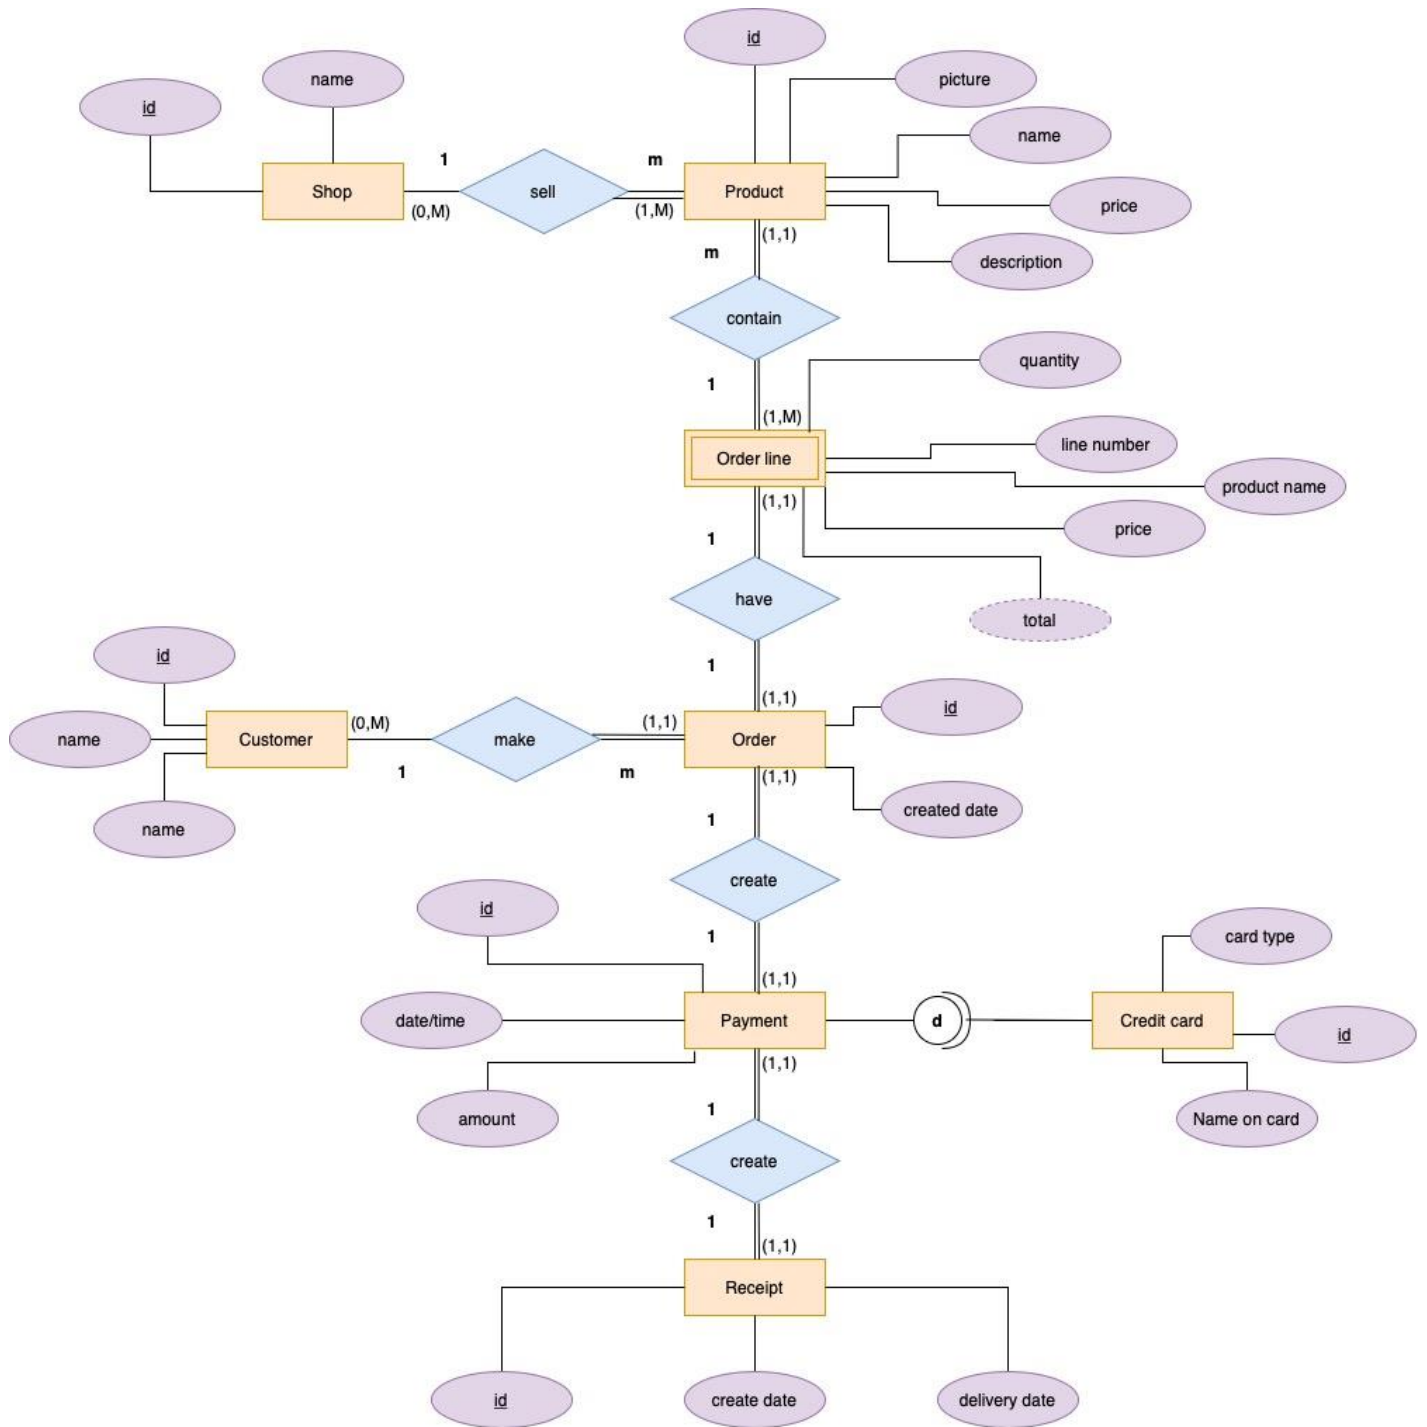 id
picture
name
id
name
1
m
Shop
sell
Product
price
(0,M)
(1,M)
(1,1)
m
description
contain
quantity
1
(1,M)
line number
Order line
product name
(1,1)
price
1
have
total
id
1
(1,1)
id
(0,M)
(1,1)
name
Customer
make
Order
1
m
(1,1)
created date
name
1
create
id
card type
1
(1,1)
date/time
Payment
d
Credit card
id
(1,1)
amount
1
Name on card
create
1
(1,1)
Receipt
id
create date
delivery date